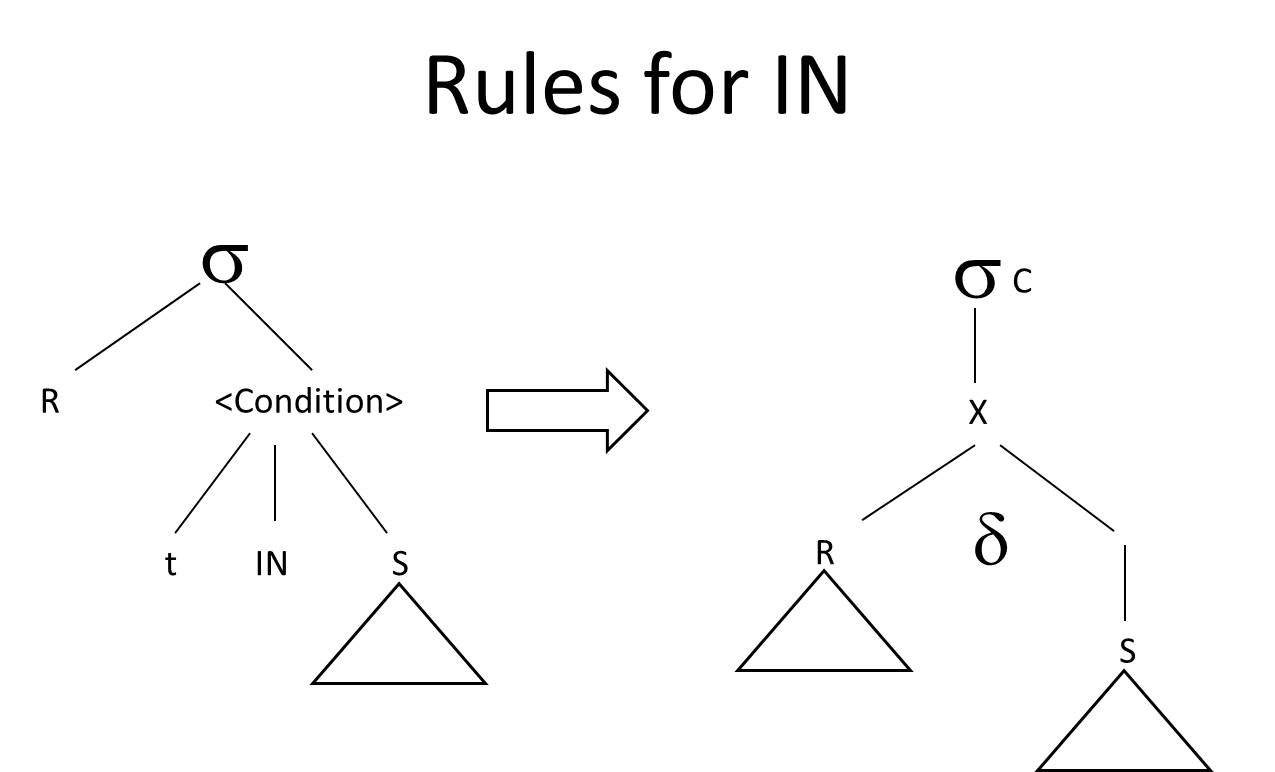 Rules for IN
σ
σ C
R
<Condition>
X
t IN S
R
δ
S